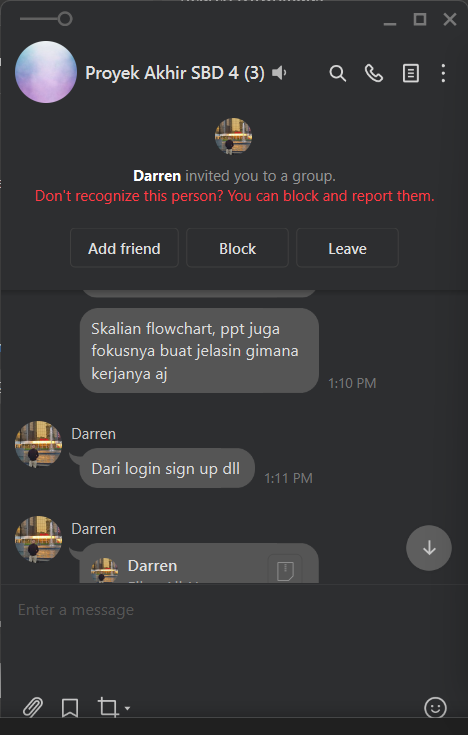 Proyek Akhir SBD 4 (3)
Darren invited you to a group.
Don't recognize this person? You can block and report them.
Add friend
Block
Leave
Skalian flowchart, ppt juga
fokusnya buat jelasin gimana
kerjanya aj
1:10 PM
Darren
Dari login sign up dll
1:11 PM
Darren
Darren
Enter a message